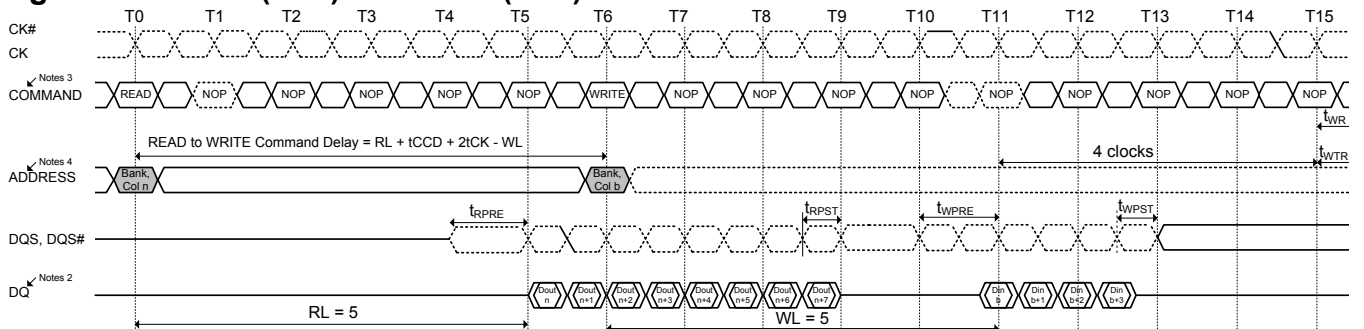 T0 T1 T2 T3 T4 T5 T6 T7 T8 T9 T10 T11 T12 T13 T14 T15
CK#
CK
Notes 3
COMMAND READ NOP NOP NOP NOP NOP WRITE NOP NOP NOP NOP NOP NOP NOP NOP NOP
tWR
READ to WRITE Command Delay = RL + tCCD + 2tCK - WL
4 clocks
tWTR
Notes 4
ADDRESS
Bank, Col n
Bank, Col b
tRPRE tRPST tWPRE tWPST
DQS, DQS#
Notes 2
DQ
Dout n Dout n+1 Dout n+2 Dout n+3 Dout n+4 Dout n+5 Dout n+6 Dout n+7 Din b Din b+1 Din b+2 Din b+3
RL = 5 WL = 5